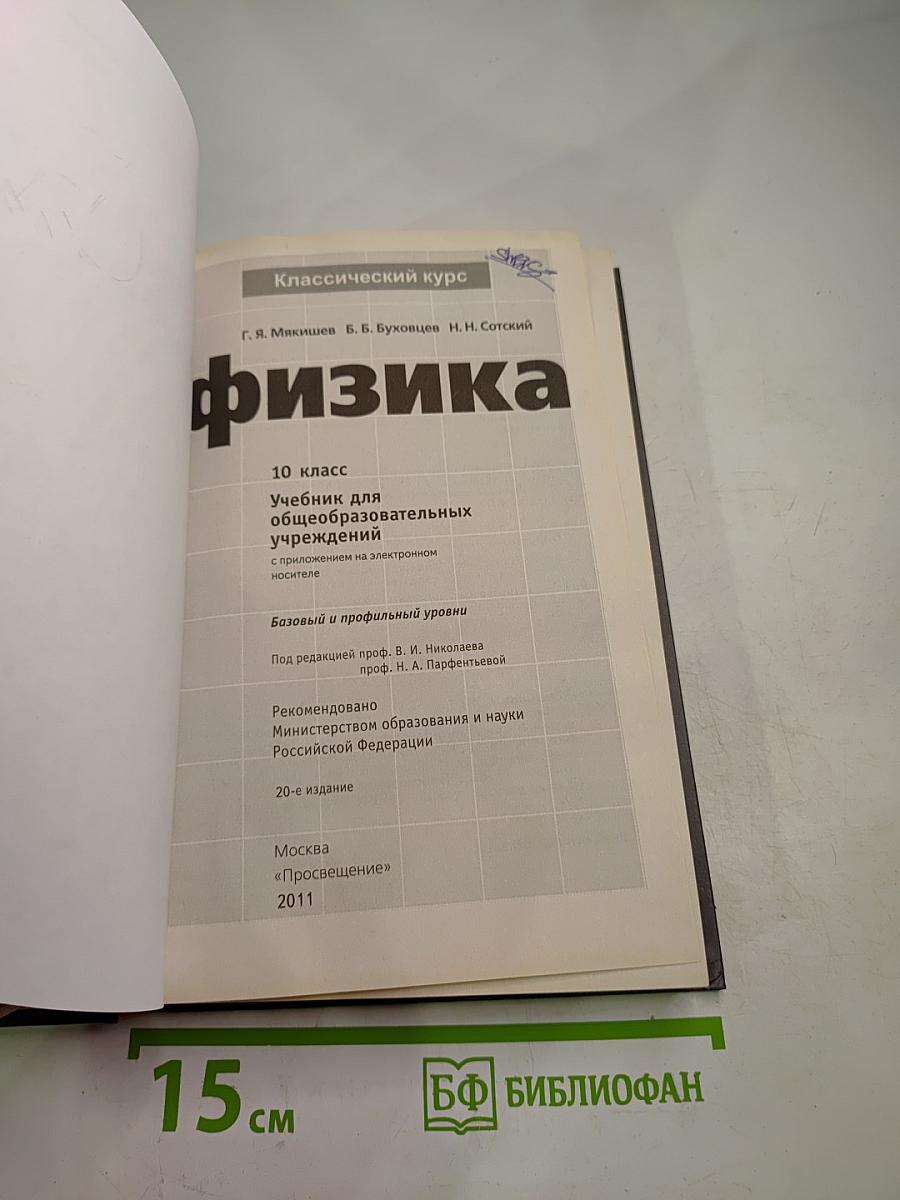 Классический курс
Г. Я. Мякишев Б. Б. Буховцев Н. Н. Сотский
физика
10 класс
Учебник для
общеобразовательных
учреждений
с приложением на электронном
носителе
Базовый и профильный уровни
Под редакцией проф. В. И. Николаева
проф. Н. А. Парфентьевой
Рекомендовано
Министерством образования и науки
Российской Федерации
20-е издание
Москва
«Просвещение»
2011
15 см
БФ БИБЛИОФАН